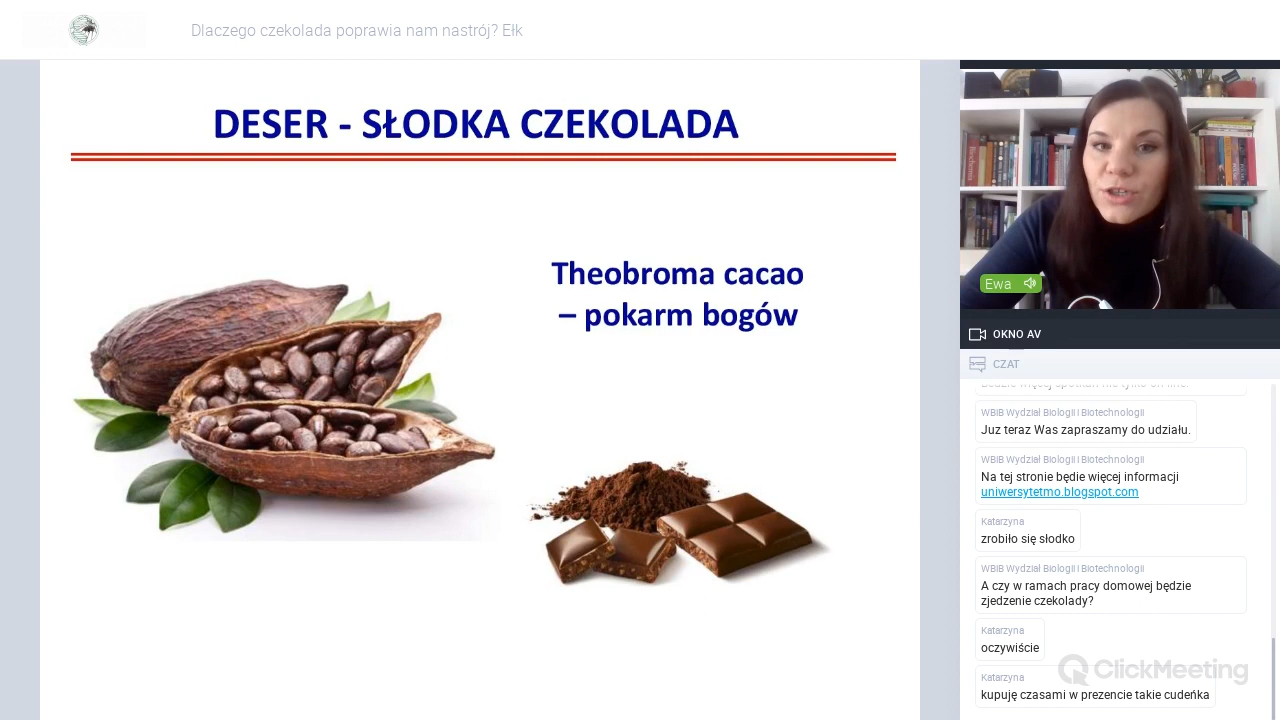 Dlaczego czekolada poprawia nam nastrój? Ełk
DESER - SŁODKA CZEKOLADA
Theobroma cacao
– pokarm bogów
Ewa
OKNO AV
CZAT
WBiB Wydział Biologii i Biotechnologii
Juz teraz Was zapraszamy do udziału.
WBiB Wydział Biologii i Biotechnologii
Na tej stronie będie więcej informacji
uniwersytetmo.blogspot.com
Katarzyna
zrobiło się słodko
WBiB Wydział Biologii i Biotechnologii
A czy w ramach pracy domowej będzie
zjedzenie czekolady?
Katarzyna
oczywiście
ClickMeeting
Katarzyna
kupuję czasami w prezencie takie cudeńka